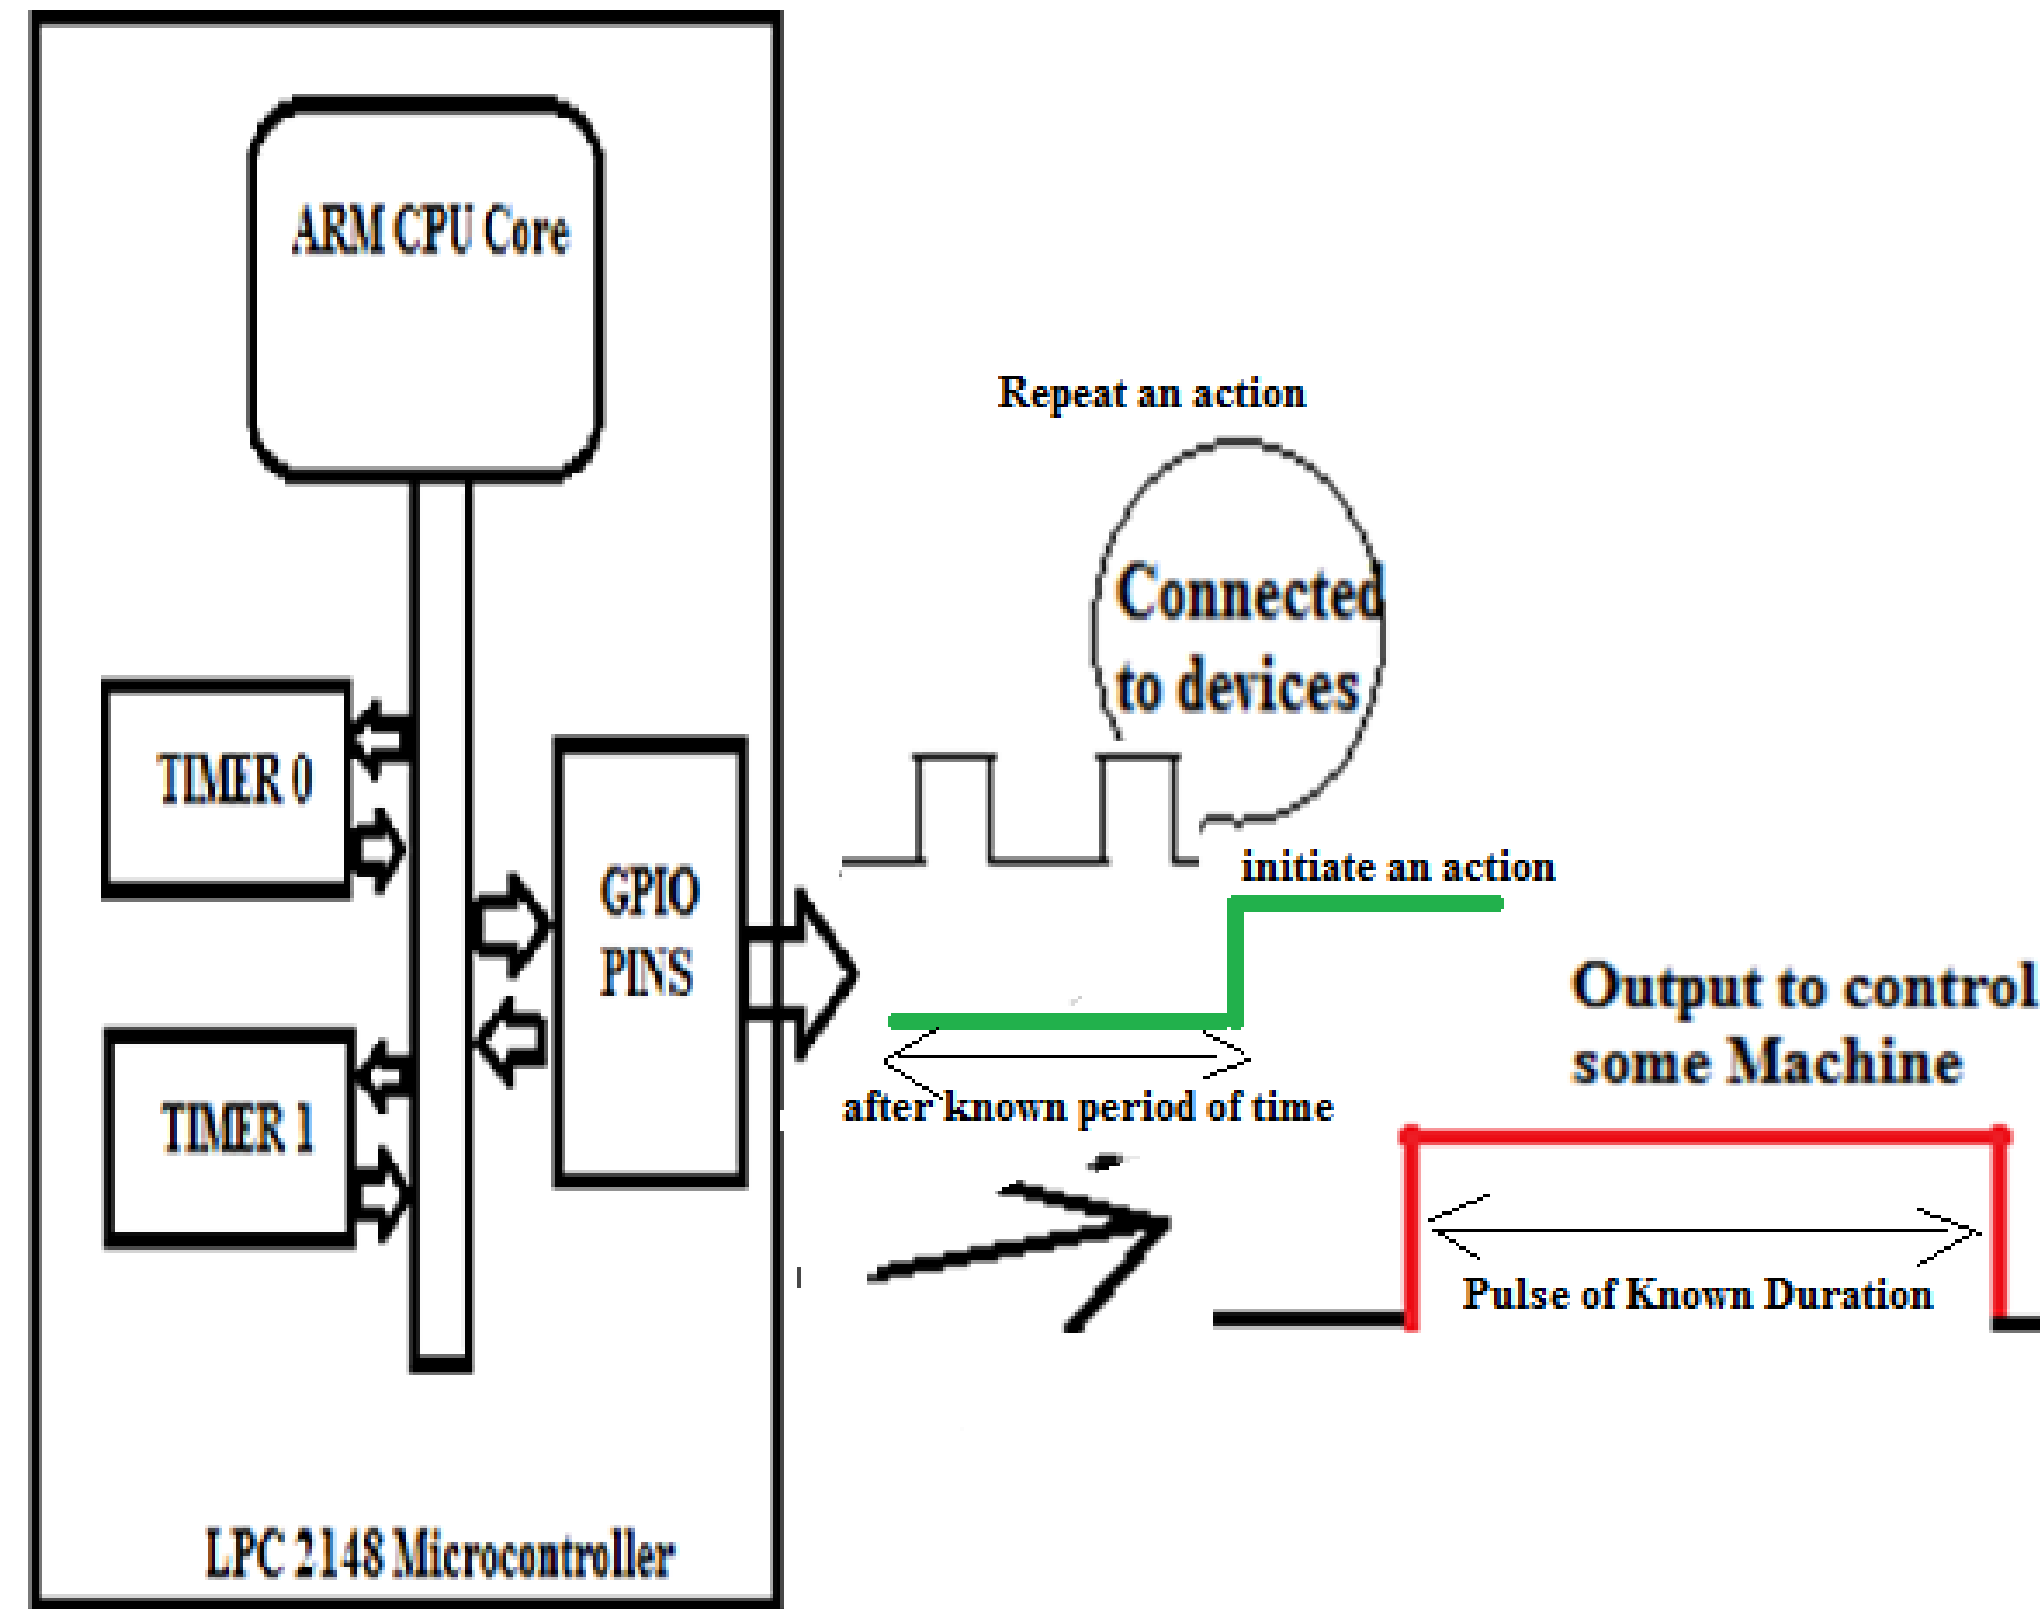 ARM CPU Core
TIMER 0
TIMER 1
GPIO
PINS
LPC 2148 Microcontroller
Repeat an action
Connected
to devices
initiate an action
after known period of time
Output to control
some Machine
Pulse of Known Duration